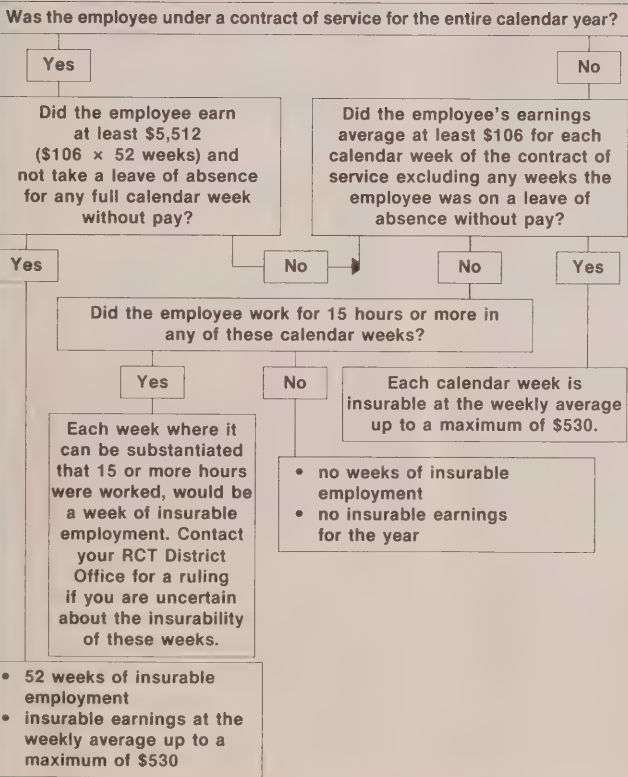 Was the employee under a contract of service for the entire calendar year?
Yes
No
Did the employee earn
at least $5,512
($106 × 52 weeks) and
not take a leave of absence
for any full calendar week
without pay?
Did the employee's earnings
average at least $106 for each
calendar week of the contract of
service excluding any weeks the
employee was on a leave of
absence without pay?
Yes
No
No
Yes
Did the employee work for 15 hours or more in
any of these calendar weeks?
Yes
No
Each calendar week is
insurable at the weekly average
up to a maximum of $530.
Each week where it
can be substantiated
that 15 or more hours
were worked, would be
a week of insurable
employment. Contact
your RCT District
Office for a ruling
if you are uncertain
about the insurability
of these weeks.
• no weeks of insurable
employment
• no insurable earnings
for the year
• 52 weeks of insurable
employment
• insurable earnings at the
weekly average up to a
maximum of $530